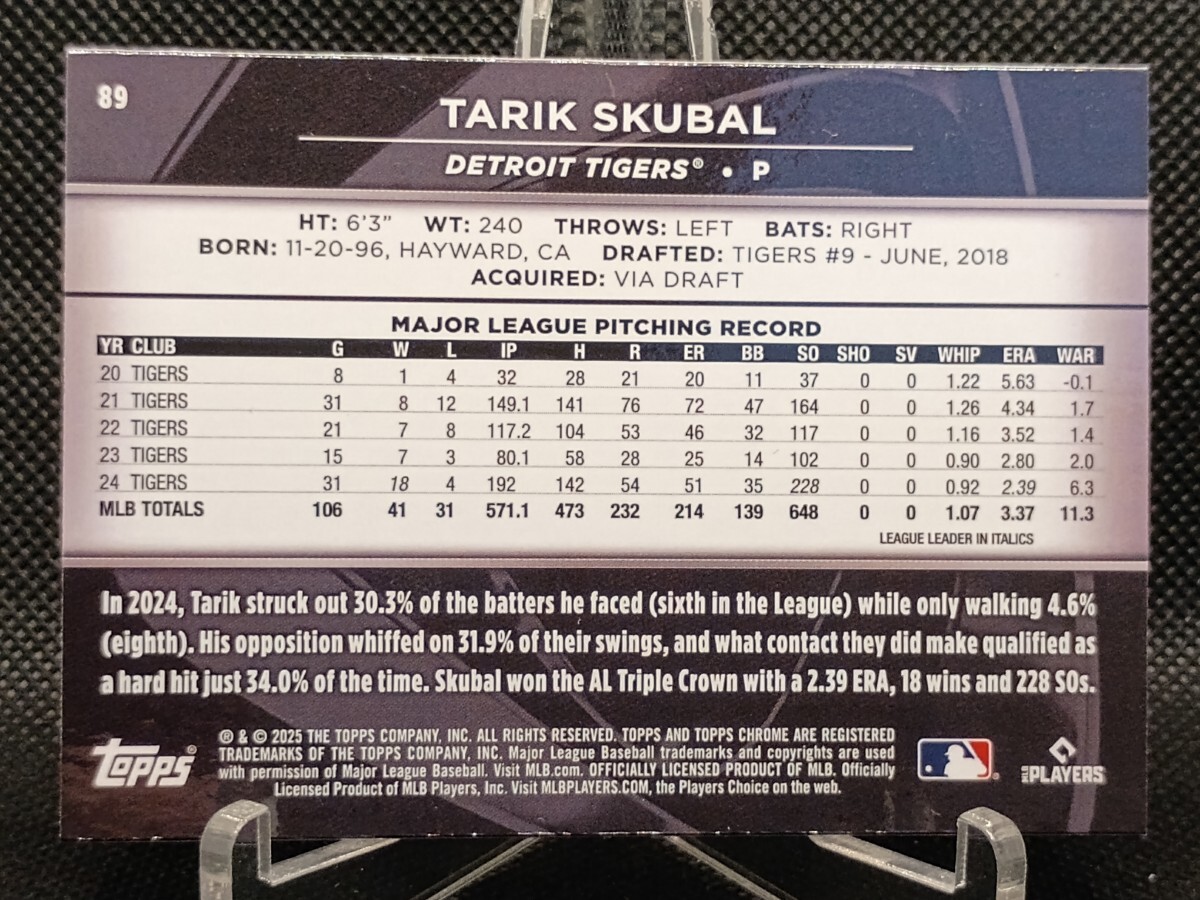 89
TARIK SKUBAL
DETROIT TIGERS® • P
HT: 6'3" WT: 240 THROWS: LEFT BATS: RIGHT
BORN: 11-20-96, HAYWARD, CA DRAFTED: TIGERS #9 - JUNE, 2018
ACQUIRED: VIA DRAFT
MAJOR LEAGUE PITCHING RECORD
YR CLUB G W L IP H R ER BB SO SHO SV WHIP ERA WAR
20 TIGERS 8 1 4 32 28 21 20 11 37 0 0 1.22 5.63 -0.1
21 TIGERS 31 8 12 149.1 141 76 72 47 164 0 0 1.26 4.34 1.7
22 TIGERS 21 7 8 117.2 104 53 46 32 117 0 0 1.16 3.52 1.4
23 TIGERS 15 7 3 80.1 58 28 25 14 102 0 0 0.90 2.80 2.0
24 TIGERS 31 18 4 192 142 54 51 35 228 0 0 0.92 2.39 6.3
MLB TOTALS 106 41 31 571.1 473 232 214 139 648 0 0 1.07 3.37 11.3
LEAGUE LEADER IN ITALICS
In 2024, Tarik struck out 30.3% of the batters he faced (sixth in the League) while only walking 4.6%
(eighth). His opposition whiffed on 31.9% of their swings, and what contact they did make qualified as
a hard hit just 34.0% of the time. Skubal won the AL Triple Crown with a 2.39 ERA, 18 wins and 228 SOs.
Topps®
® & © 2025 THE TOPPS COMPANY, INC. ALL RIGHTS RESERVED. TOPPS AND TOPPS CHROME ARE REGISTERED
TRADEMARKS OF THE TOPPS COMPANY, INC. Major League Baseball trademarks and copyrights are used
with permission of Major League Baseball. Visit MLB.com. OFFICIALLY LICENSED PRODUCT OF MLB. Officially
Licensed Product of MLB Players, Inc. Visit MLBPLAYERS.COM, the Players Choice on the web.
MLB PLAYERS